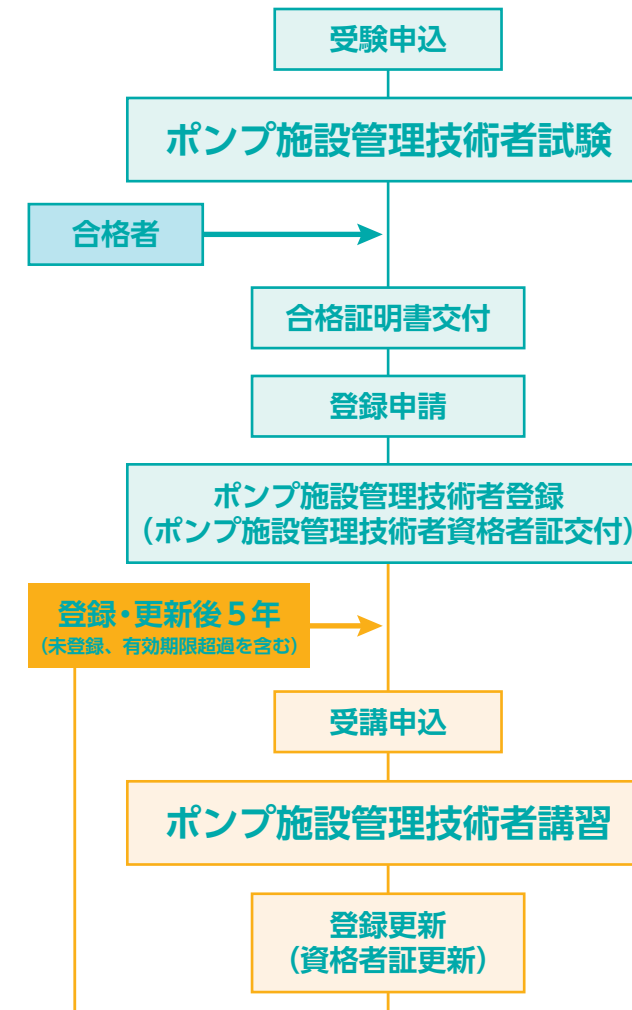 受験申込
ポンプ施設管理技術者試験
合格者
合格証明書交付
登録申請
ポンプ施設管理技術者登録
(ポンプ施設管理技術者資格者証交付)
登録・更新後5年
(未登録、有効期限超過を含む)
受講申込
ポンプ施設管理技術者講習
登録更新
(資格者証更新)